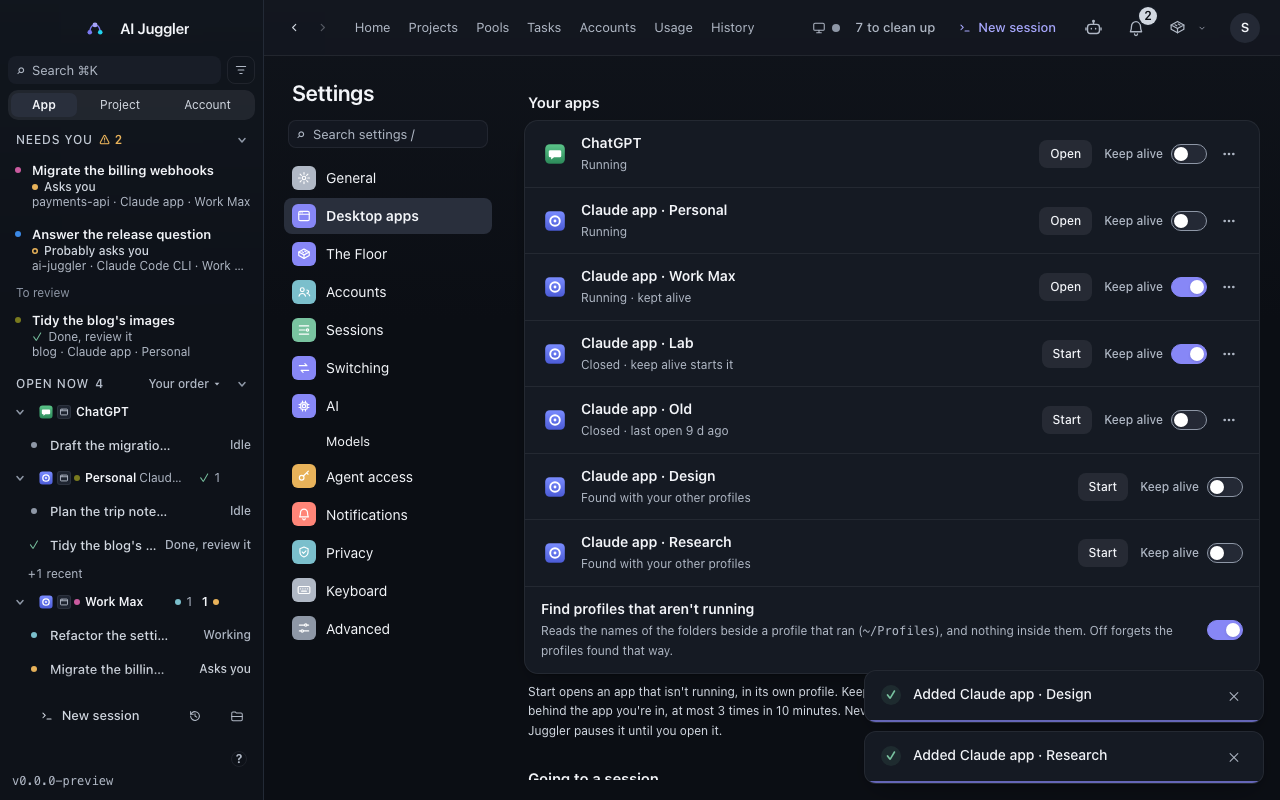 AI Juggler
Search ⌘K
App Project Account
NEEDS YOU 2
Migrate the billing webhooks
Asks you
payments-api · Claude app · Work Max
Answer the release question
Probably asks you
ai-juggler · Claude Code CLI · Work ...
To review
Tidy the blog's images
Done, review it
blog · Claude app · Personal
OPEN NOW 4 Your order
ChatGPT
Draft the migratio... Idle
Personal Claud... 1
Plan the trip note... Idle
Tidy the blog's ... Done, review it
+1 recent
Work Max 1 1
Refactor the setti... Working
Migrate the billin... Asks you
New session
?
v0.0.0-preview
Home Projects Pools Tasks Accounts Usage History 7 to clean up New session 2 S
Settings
Search settings /
General
Desktop apps
The Floor
Accounts
Sessions
Switching
AI
Models
Agent access
Notifications
Privacy
Keyboard
Advanced
Your apps
ChatGPT
Running
Open Keep alive
Claude app · Personal
Running
Open Keep alive
Claude app · Work Max
Running · kept alive
Open Keep alive
Claude app · Lab
Closed · keep alive starts it
Start Keep alive
Claude app · Old
Closed · last open 9 d ago
Start Keep alive
Claude app · Design
Found with your other profiles
Start Keep alive
Claude app · Research
Found with your other profiles
Start Keep alive
Find profiles that aren't running
Reads the names of the folders beside a profile that ran (~/Profiles), and nothing inside them. Off forgets the
profiles found that way.
Start opens an app that isn't running, in its own profile.
behind the app you're in, at most 3 times in 10 minutes.
Juggler pauses it until you open it.
Going to a session
Added Claude app · Design
Added Claude app · Research